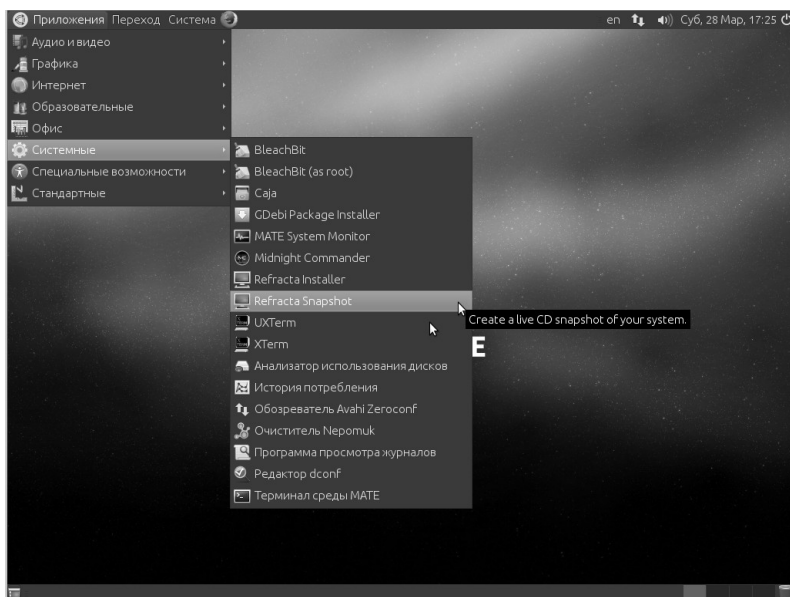 Приложения Переход Система en Суб, 28 Мар, 17:25
Аудио и видео
Графика
Интернет
Образовательные
Офис
Системные
Специальные возможности
Стандартные
BleachBit
BleachBit (as root)
Caja
GDebi Package Installer
MATE System Monitor
Midnight Commander
Refracta Installer
Refracta Snapshot
Create a live CD snapshot of your system.
UXTerm
XTerm
E
Анализатор использования дисков
История потребления
Обозреватель Avahi Zeroconf
Очиститель Nepomuk
Программа просмотра журналов
Редактор dconf
Терминал среды MATE